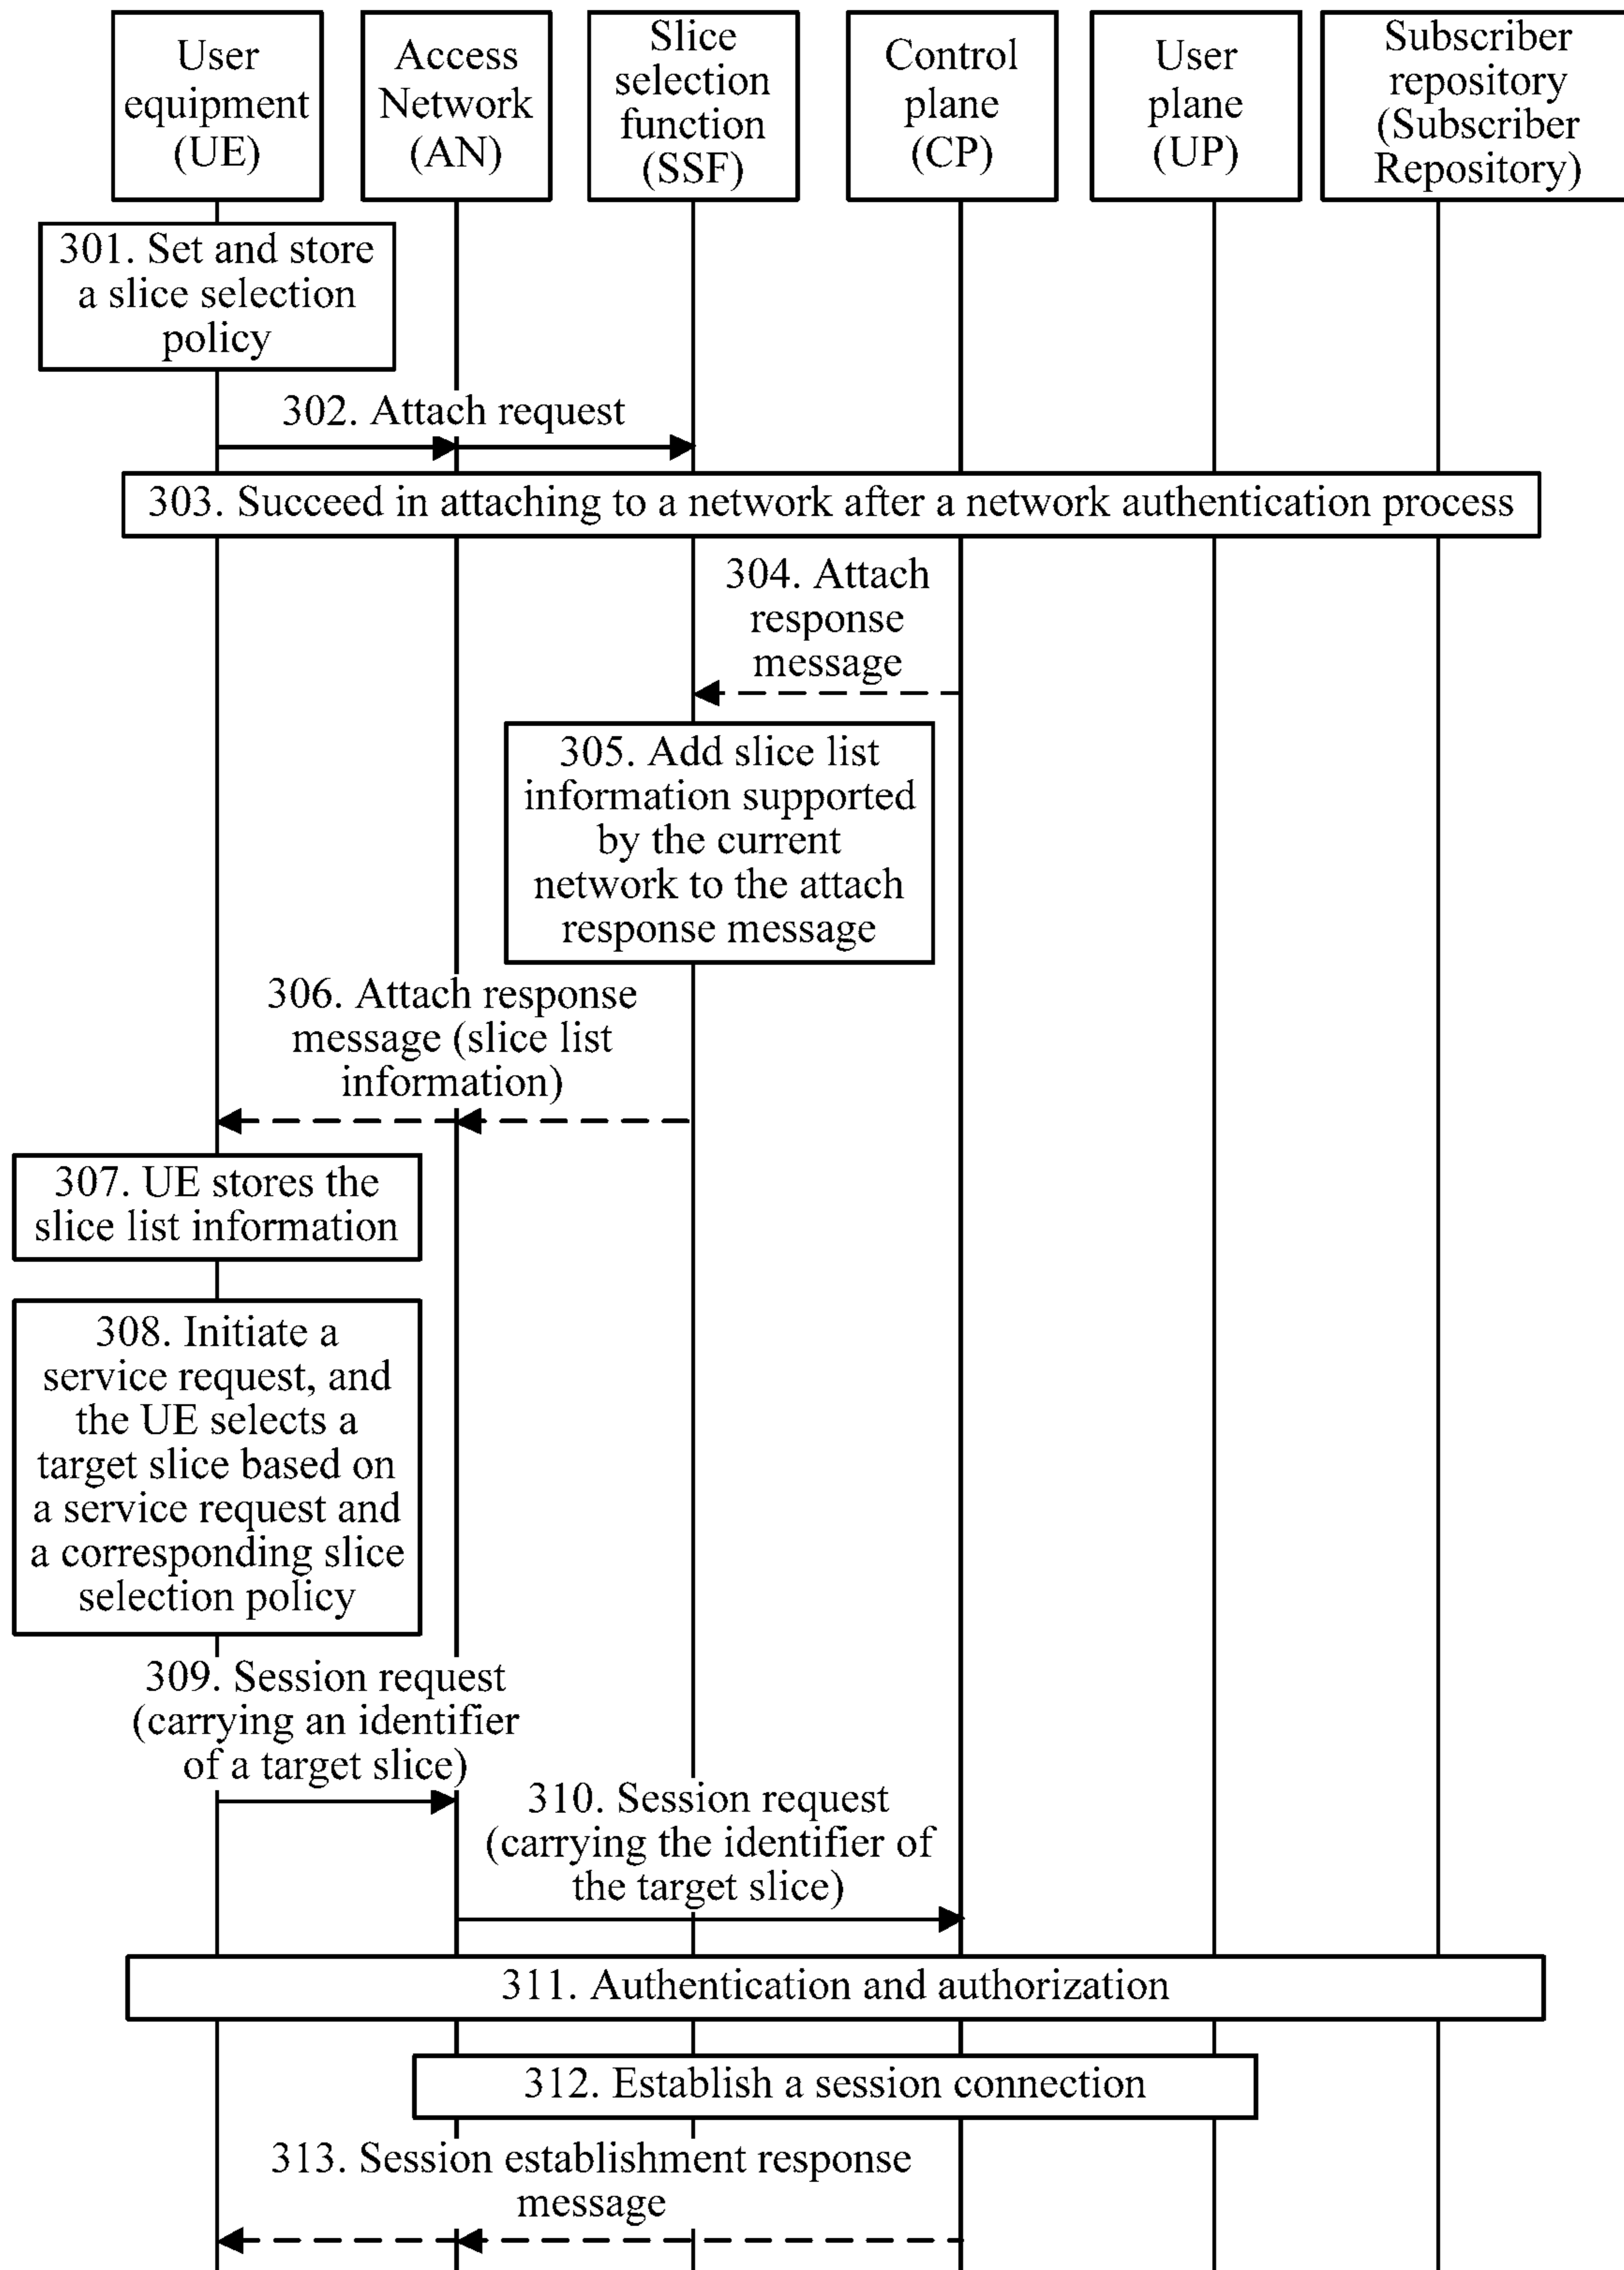 User
equipment
(UE)
Access
Network
(AN)
Slice
selection
function
(SSF)
Control
plane
(CP)
User
plane
(UP)
Subscriber
repository
(Subscriber
Repository)
301. Set and store
a slice selection
policy
302. Attach request
303. Succeed in attaching to a network after a network authentication process
304. Attach
response
message
305. Add slice list
information supported
by the current
network to the attach
response message
306. Attach response
message (slice list
information)
307. UE stores the
slice list information
308. Initiate a
service request, and
the UE selects a
target slice based on
a service request and
a corresponding slice
selection policy
309. Session request
(carrying an identifier
of a target slice)
310. Session request
(carrying the identifier of
the target slice)
311. Authentication and authorization
312. Establish a session connection
313. Session establishment response
message